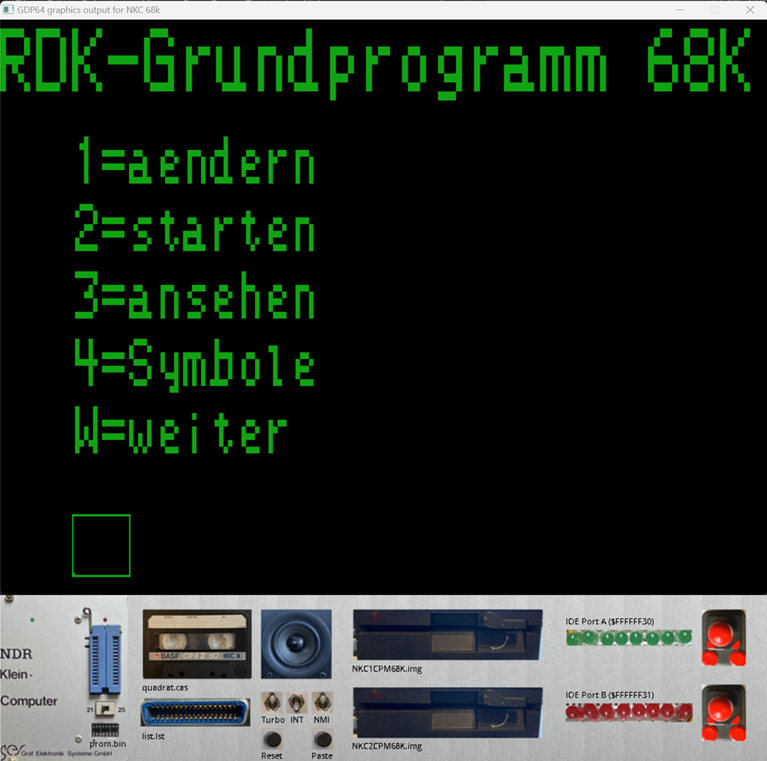 GDP64 graphics output for NKC 68k
RDK-Grundprogramm 68K
1=aendern
2=starten
3=ansehen
4=Symbole
W=weiter
NDR
Klein-
Computer
21
25
prom.bin
Graf Elektronik Systeme GmbH
BASF
quadrat.cas
list.lst
Turbo INT NMI
Reset Paste
NKC1CPM68K.img
NKC2CPM68K.img
IDE Port A ($FFFFFF30)
IDE Port B ($FFFFFF31)